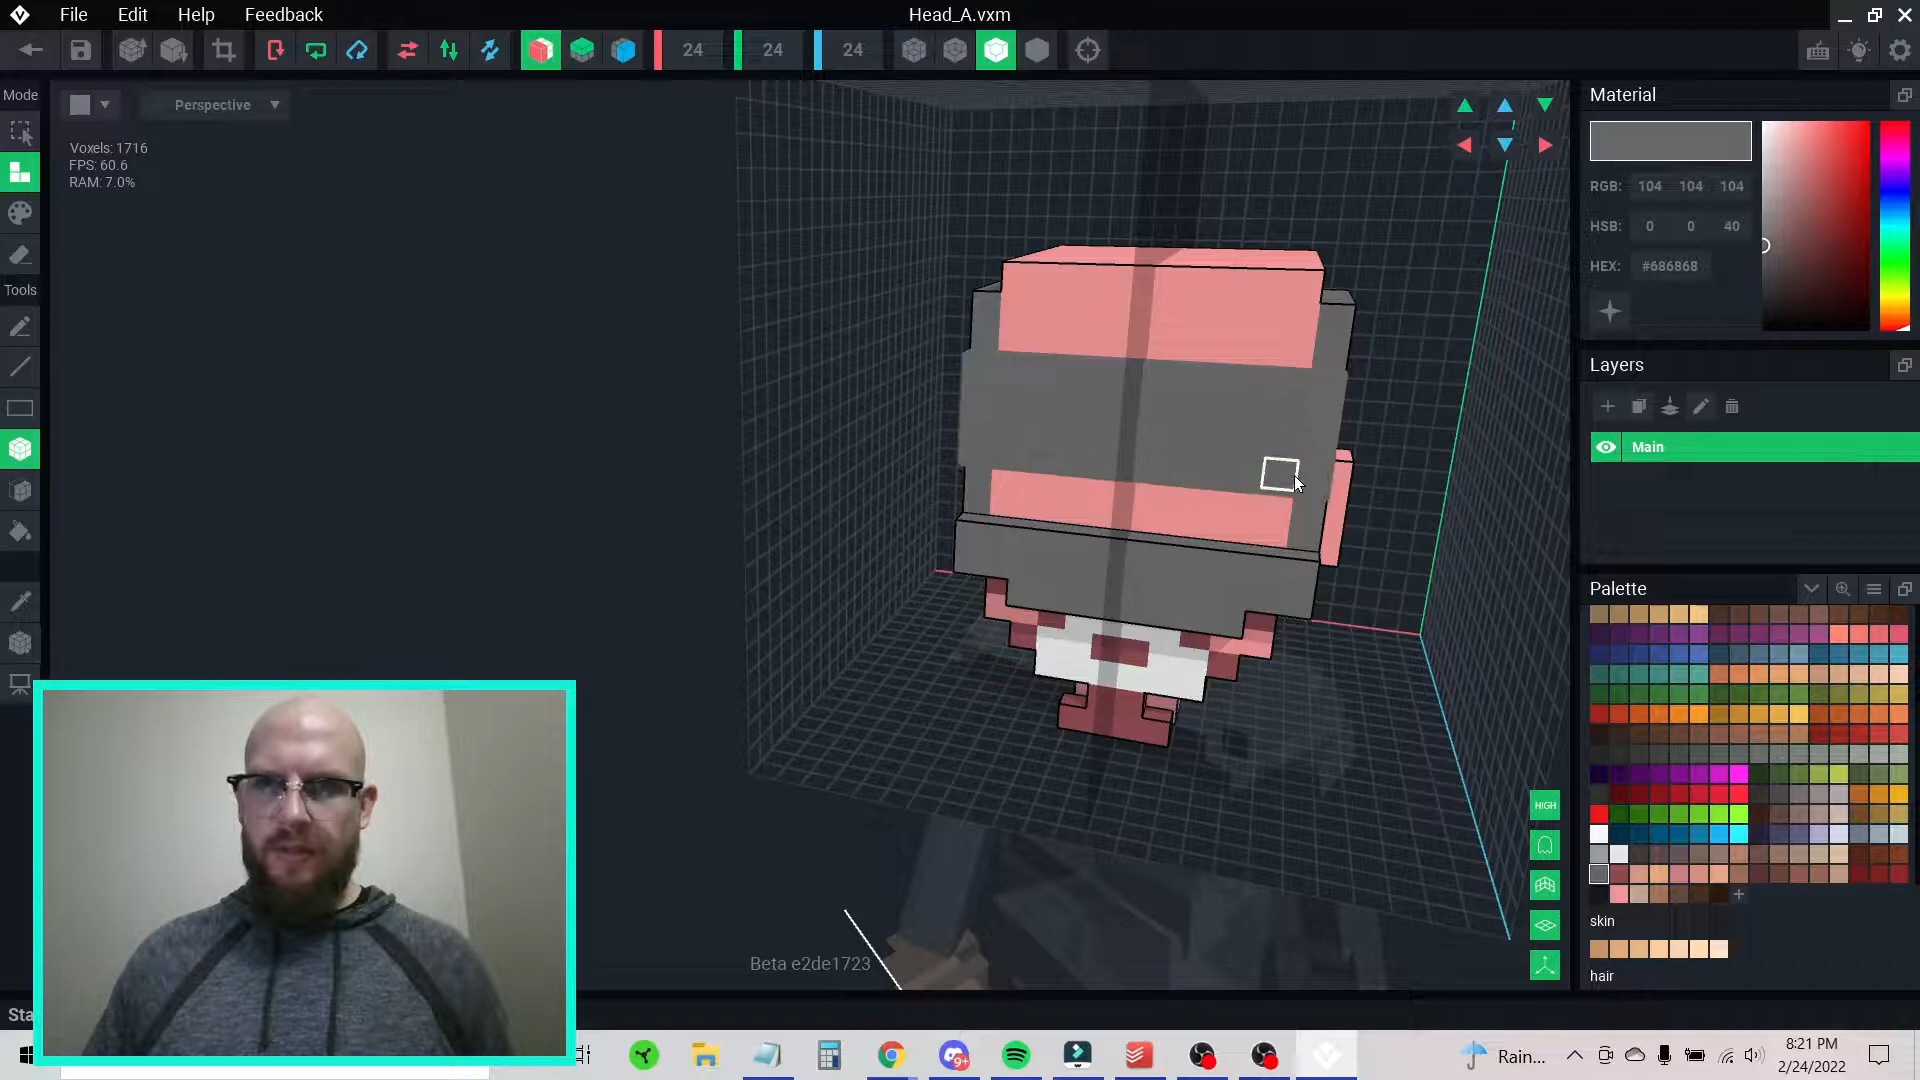 File Edit Help Feedback
Head_A.vxm
24 24 24
Mode
Perspective
Voxels: 1716
FPS: 60.6
RAM: 7.0%
Tools
Material
RGB: 104 104 104
HSB: 0 0 40
HEX: #686868
Layers
Main
Palette
skin
hair
HIGH
Beta e2de1723
Sta
9+
Rain...
8:21 PM
2/24/2022